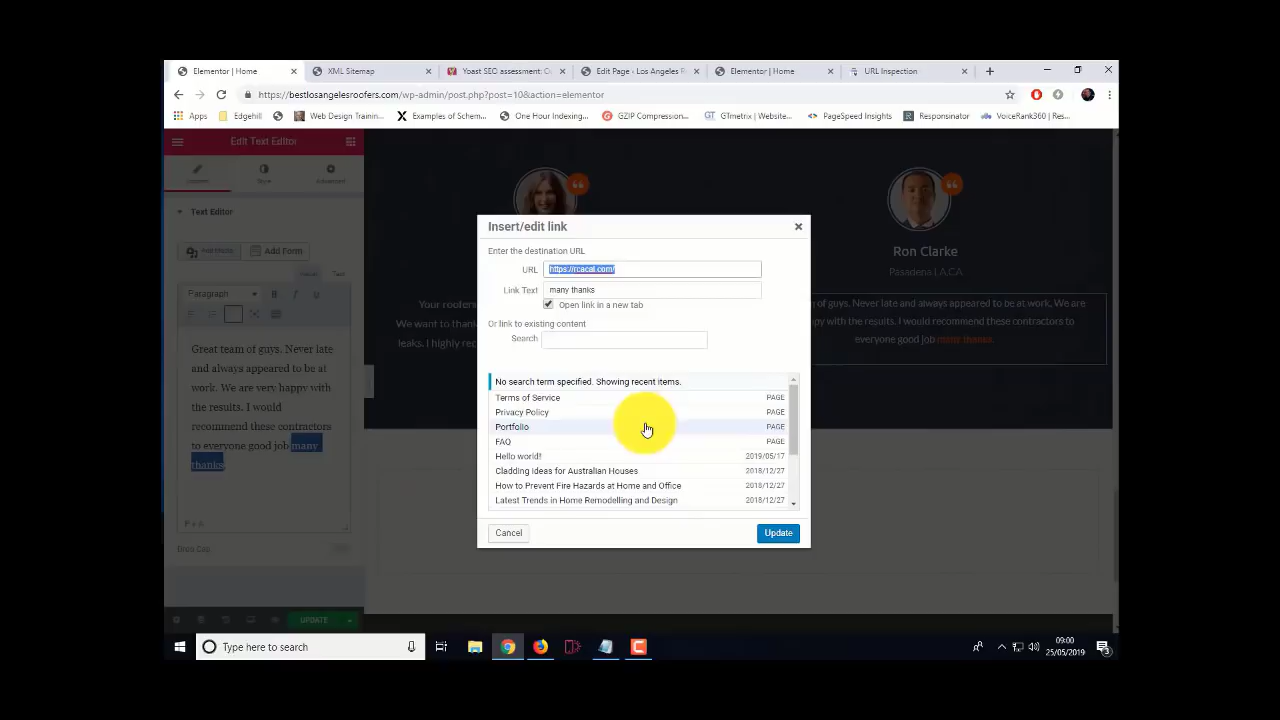 Elementor | Home
XML Sitemap
Yoast SEO assessment: C
Edit Page ‹ Los Angeles R
Elementor | Home
URL Inspection
https://bestlosangelesroofers.com/wp-admin/post.php?post=10&action=elementor
Apps
Edgehill
Web Design Trainin...
Examples of Schem...
One Hour Indexing...
GZIP Compression...
GTmetrix | Website...
PageSpeed Insights
Responsinator
VoiceRank360 | Res...
Edit Text Editor
Style
Advanced
Text Editor
Add Media
Add Form
Visual
Text
Paragraph
B
I
U
Great team of guys. Never late
and always appeared to be at
work. We are very happy with
the results. I would
recommend these contractors
to everyone good job many
thanks.
P » A
Drop Cap
UPDATE
Your roofer
We want to thank
leaks. I highly rec
Ron Clarke
Pasadena LA.CA
of guys. Never late and always appeared to be at work. We are
py with the results. I would recommend these contractors to
everyone good job many thanks.
Insert/edit link
Enter the destination URL
URL
https://rcacal.com/
Link Text
many thanks
Open link in a new tab
Or link to existing content
Search
No search term specified. Showing recent items.
Terms of Service PAGE
Privacy Policy PAGE
Portfolio PAGE
FAQ PAGE
Hello world! 2019/05/17
Cladding Ideas for Australian Houses 2018/12/27
How to Prevent Fire Hazards at Home and Office 2018/12/27
Latest Trends in Home Remodelling and Design 2018/12/27
Cancel
Update
Type here to search
09:00
25/05/2019
3